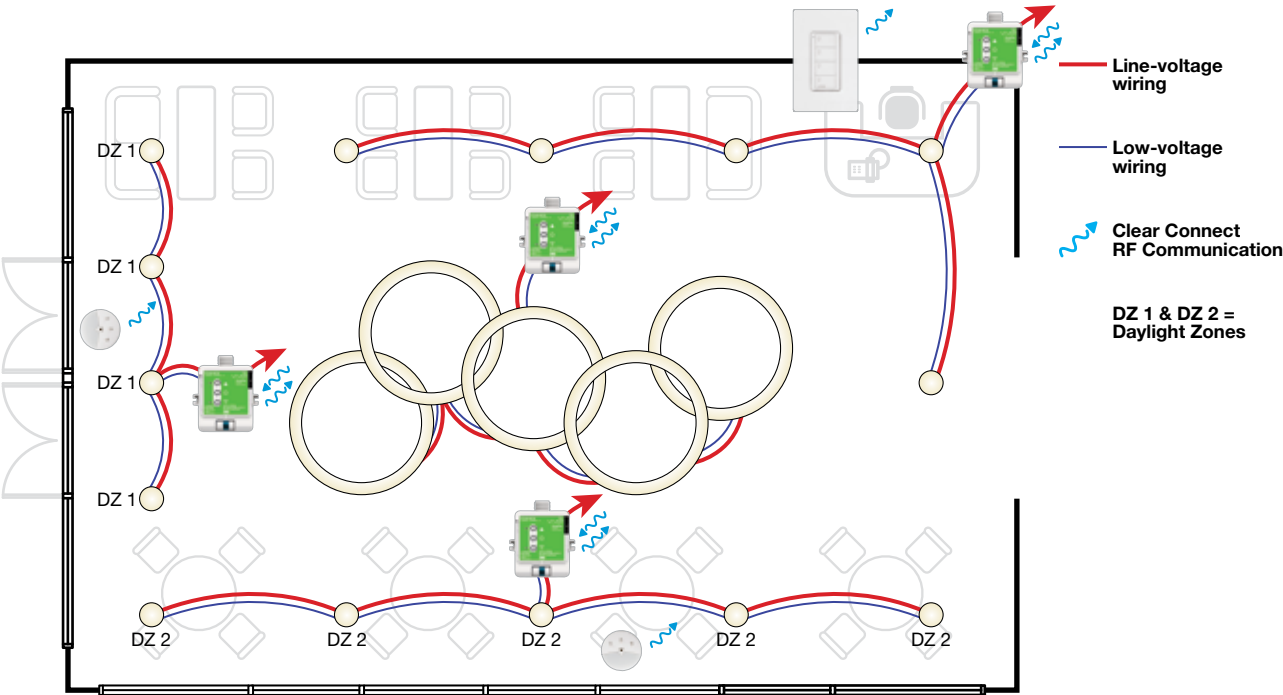 Line-voltage
wiring
Low-voltage
wiring
Clear Connect
RF Communication
DZ 1 & DZ 2 =
Daylight Zones
DZ 1
DZ 1
DZ 1
DZ 1
DZ 2
DZ 2
DZ 2
DZ 2
DZ 2